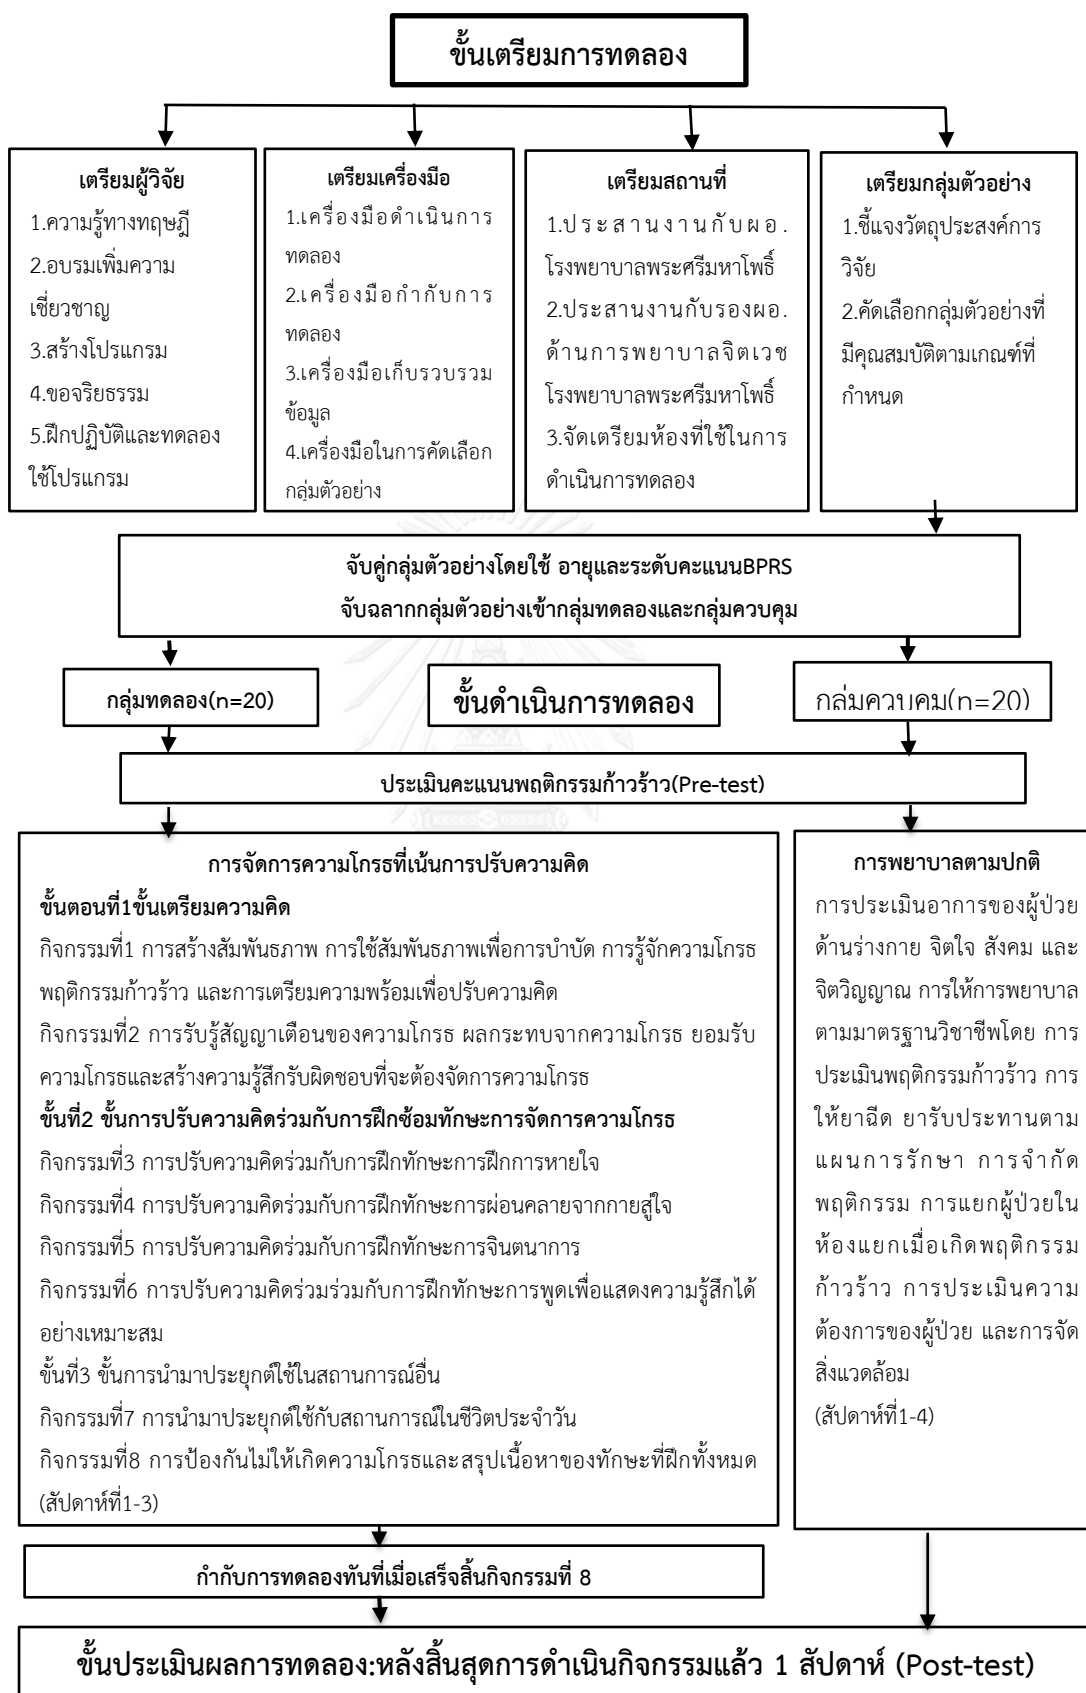 ขั้นเตรียมการทดลอง
เตรียมผู้วิจัย
1.ความรู้ทางทฤษฎี
2.อบรมเพิ่มความ
เชี่ยวชาญ
3.สร้างโปรแกรม
4.ขอจริยธรรม
5.ฝึกปฏิบัติและทดลอง
ใช้โปรแกรม
เตรียมเครื่องมือ
1.เครื่องมือดำเนินการ
ทดลอง
2.เครื่องมือกำกับการ
ทดลอง
3.เครื่องมือเก็บรวบรวม
ข้อมูล
4.เครื่องมือในการคัดเลือก
กลุ่มตัวอย่าง
เตรียมสถานที่
1.ประสานงานกับผอ.
โรงพยาบาลพระศรีมหาโพธิ์
2.ประสานงานกับรองผอ.
ด้านการพยาบาลจิตเวช
โรงพยาบาลพระศรีมหาโพธิ์
3.จัดเตรียมห้องที่ใช้ในการ
ดำเนินการทดลอง
เตรียมกลุ่มตัวอย่าง
1.ชี้แจงวัตถุประสงค์การ
วิจัย
2.คัดเลือกกลุ่มตัวอย่างที่
มีคุณสมบัติตามเกณฑ์ที่
กำหนด
จับคู่กลุ่มตัวอย่างโดยใช้ อายุและระดับคะแนนBPRS
จับฉลากกลุ่มตัวอย่างเข้ากลุ่มทดลองและกลุ่มควบคุม
กลุ่มทดลอง(n=20)
ขั้นดำเนินการทดลอง
กลุ่มควบคุม(n=20)
ประเมินคะแนนพฤติกรรมก้าวร้าว(Pre-test)
การจัดการความโกรธที่เน้นการปรับความคิด
ขั้นตอนที่1ขั้นเตรียมความคิด
กิจกรรมที่1 การสร้างสัมพันธภาพ การใช้สัมพันธภาพเพื่อการบำบัด การรู้จักความโกรธ
พฤติกรรมก้าวร้าว และการเตรียมความพร้อมเพื่อปรับความคิด
กิจกรรมที่2 การรับรู้สัญญาเตือนของความโกรธ ผลกระทบจากความโกรธ ยอมรับ
ความโกรธและสร้างความรู้สึกรับผิดชอบที่จะต้องจัดการความโกรธ
ขั้นที่2 ขั้นการปรับความคิดร่วมกับการฝึกซ้อมทักษะการจัดการความโกรธ
กิจกรรมที่3 การปรับความคิดร่วมกับการฝึกทักษะการฝึกการหายใจ
กิจกรรมที่4 การปรับความคิดร่วมกับการฝึกทักษะการผ่อนคลายจากกายสู่ใจ
กิจกรรมที่5 การปรับความคิดร่วมกับการฝึกทักษะการจินตนาการ
กิจกรรมที่6 การปรับความคิดร่วมร่วมกับการฝึกทักษะการพูดเพื่อแสดงความรู้สึกได้
อย่างเหมาะสม
ขั้นที่3 ขั้นการนำมาประยุกต์ใช้ในสถานการณ์อื่น
กิจกรรมที่7 การนำมาประยุกต์ใช้กับสถานการณ์ในชีวิตประจำวัน
กิจกรรมที่8 การป้องกันไม่ให้เกิดความโกรธและสรุปเนื้อหาของทักษะที่ฝึกทั้งหมด
(สัปดาห์ที่1-3)
การพยาบาลตามปกติ
การประเมินอาการของผู้ป่วย
ด้านร่างกาย จิตใจ สังคม และ
จิตวิญญาณ การให้การพยาบาล
ตามมาตรฐานวิชาชีพโดย การ
ประเมินพฤติกรรมก้าวร้าว การ
ให้ยาฉีด ยารับประทานตาม
แผนการรักษา การจำกัด
พฤติกรรม การแยกผู้ป่วยใน
ห้องแยกเมื่อเกิดพฤติกรรม
ก้าวร้าว การประเมินความ
ต้องการของผู้ป่วย และการจัด
สิ่งแวดล้อม
(สัปดาห์ที่1-4)
กำกับการทดลองทันที่เมื่อเสร็จสิ้นกิจกรรมที่ 8
ขั้นประเมินผลการทดลอง:หลังสิ้นสุดการดำเนินกิจกรรมแล้ว 1 สัปดาห์ (Post-test)